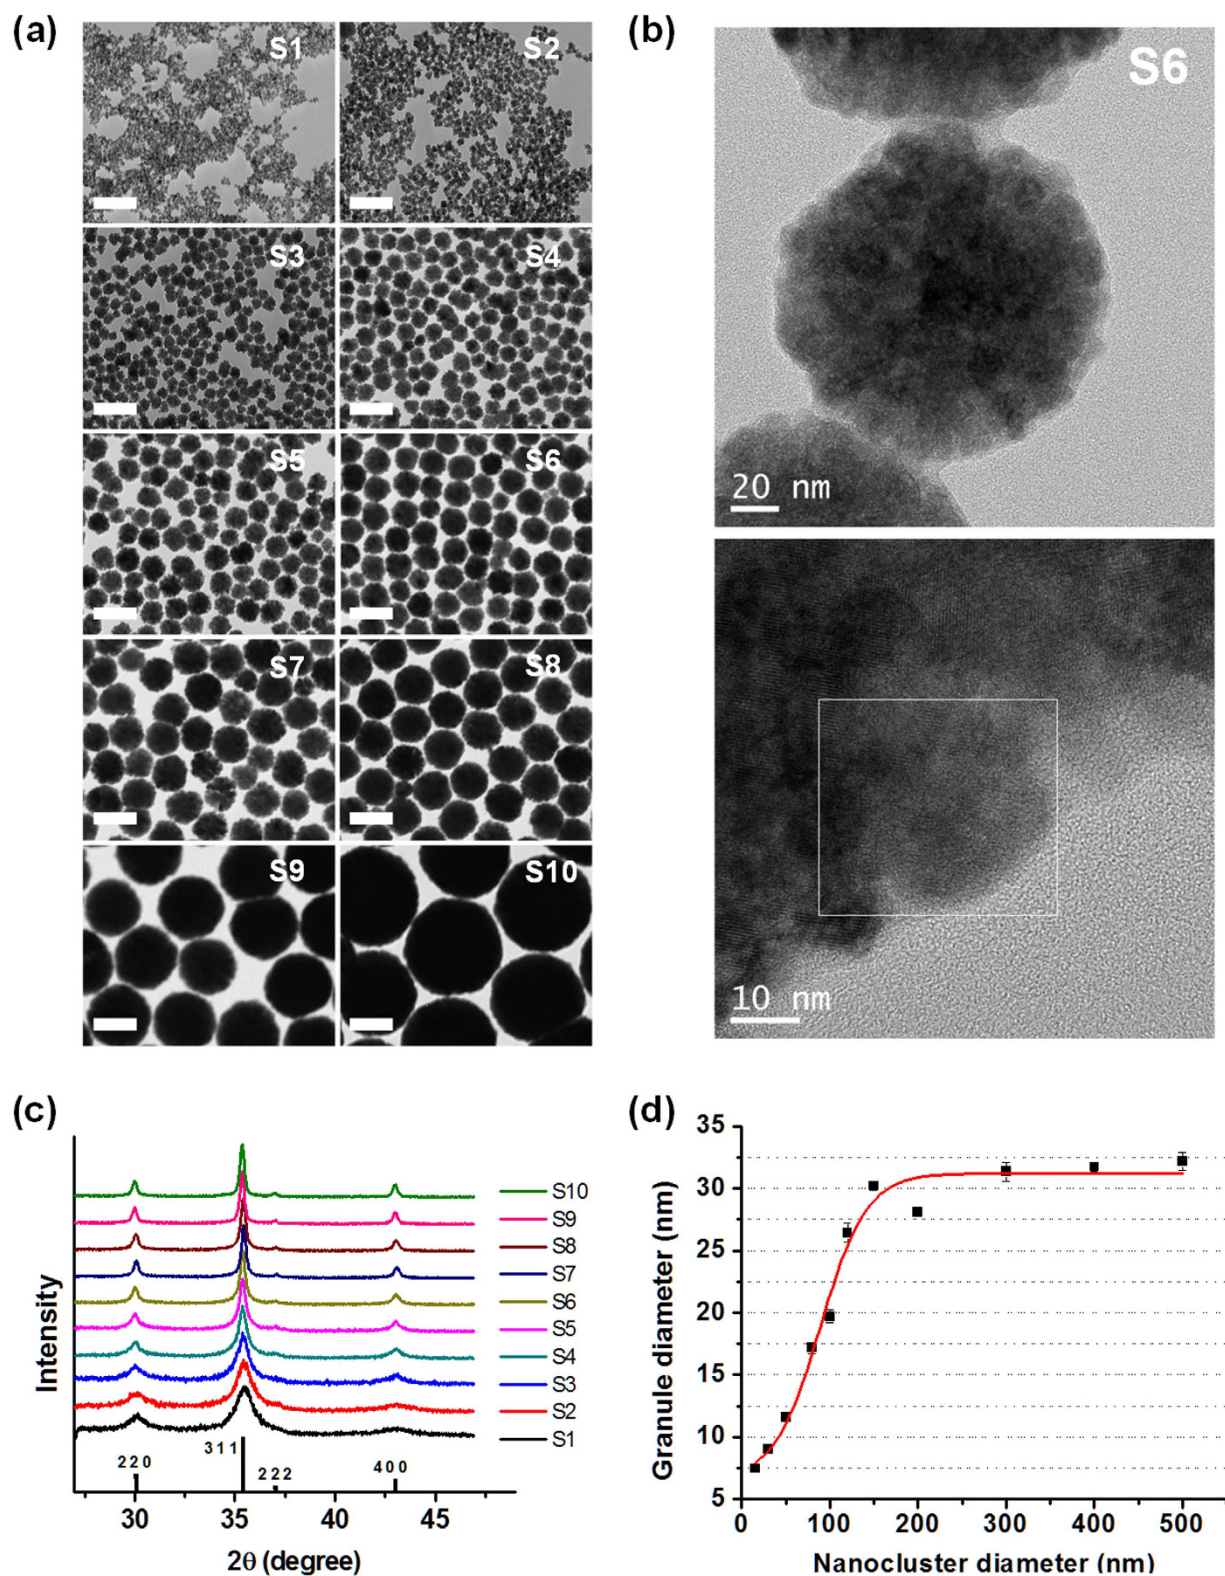 (a)
S1 S2
S3 S4
S5 S6
S7 S8
S9 S10
(b)
S6
20 nm
10 nm
(c)
Intensity
S10
S9
S8
S7
S6
S5
S4
S3
S2
S1
220 311 222 400
30 35 40 45
2θ (degree)
(d)
Granule diameter (nm)
35
30
25
20
15
10
5
0 100 200 300 400 500
Nanocluster diameter (nm)